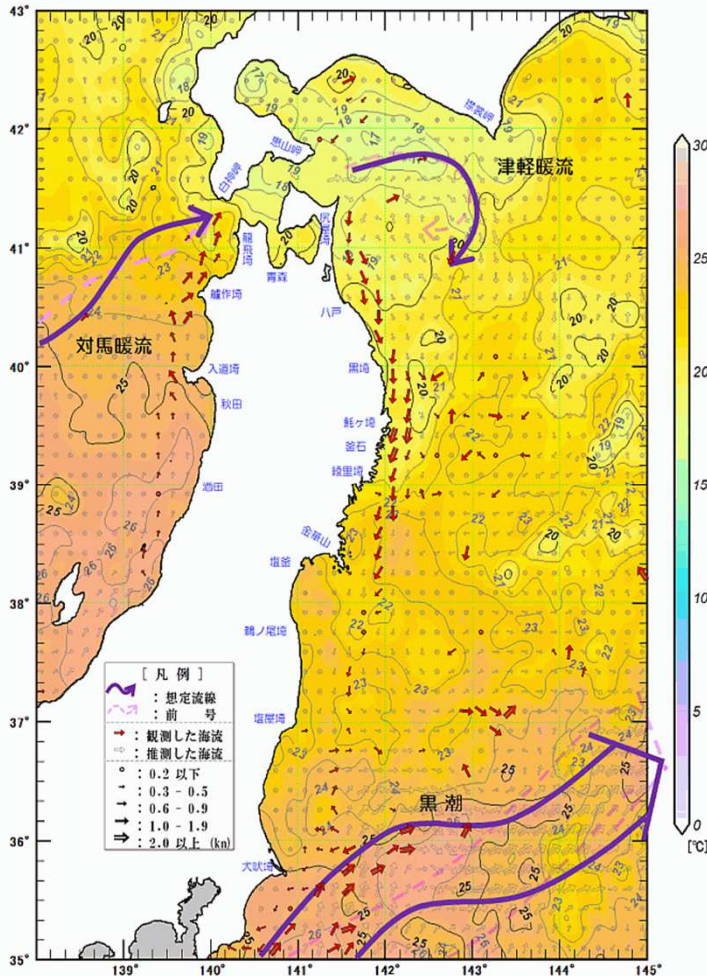 43°
42°
41°
40°
39°
38°
37°
36°
35°
139°
140°
141°
142°
143°
144°
145°
襟裳岬
恵山岬
白神岬
津軽暖流
龍飛埼
尻屋埼
青森
艫作埼
八戸
対馬暖流
入道埼
黒埼
秋田
魹ヶ埼
釜石
綾里埼
酒田
金華山
塩釜
鵜ノ尾埼
塩屋埼
黒潮
犬吠埼
[ 凡 例 ]
: 想定流線
: 前 号
: 観測した海流
: 推測した海流
: 0.2 以下
: 0.3 - 0.5
: 0.6 - 0.9
: 1.0 - 1.9
: 2.0 以上 (kn)
30
25
20
15
10
5
0
[℃]